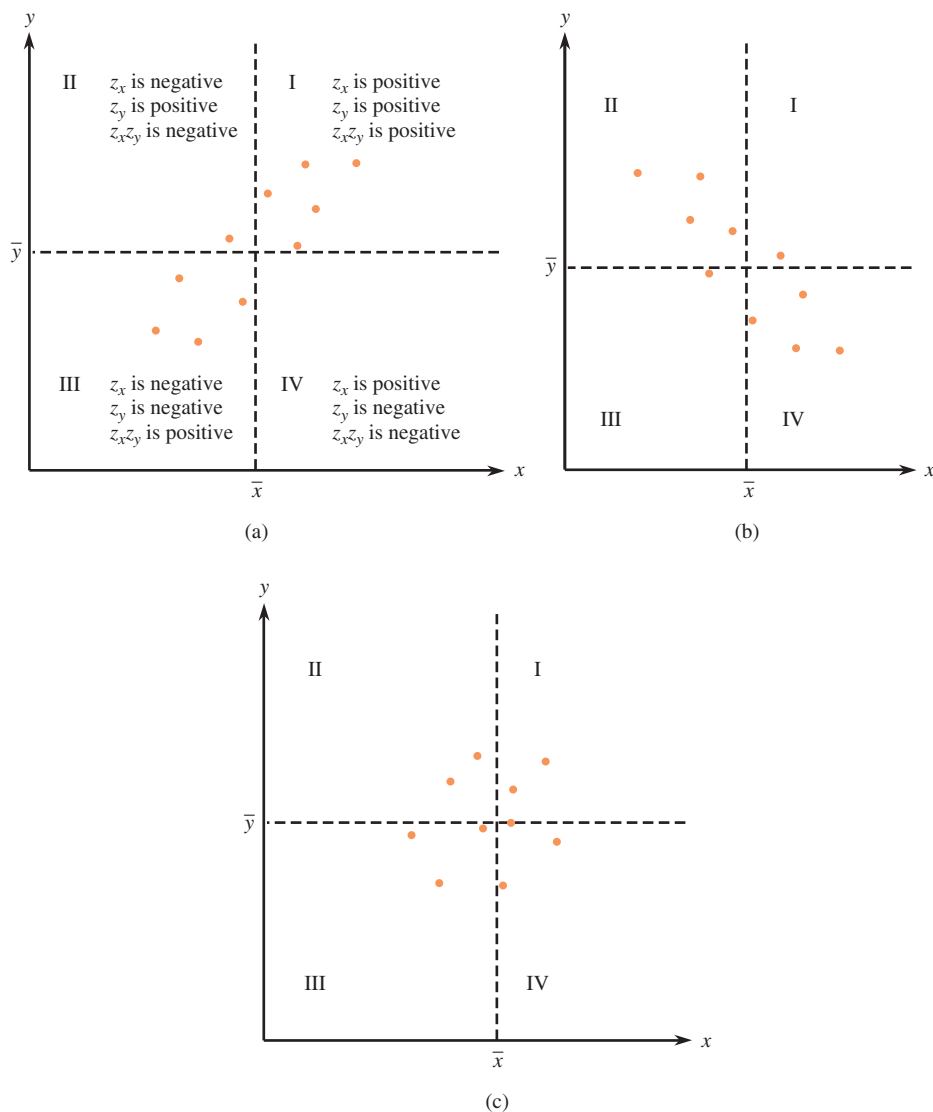 y
II
z_x is negative
z_y is positive
z_xz_y is negative
I
z_x is positive
z_y is positive
z_xz_y is positive
y̅
III
z_x is negative
z_y is negative
z_xz_y is positive
IV
z_x is positive
z_y is negative
z_xz_y is negative
x
x̅
(a)
y
II
I
y̅
III
IV
x
x̅
(b)
y
II
I
y̅
III
IV
x
x̅
(c)